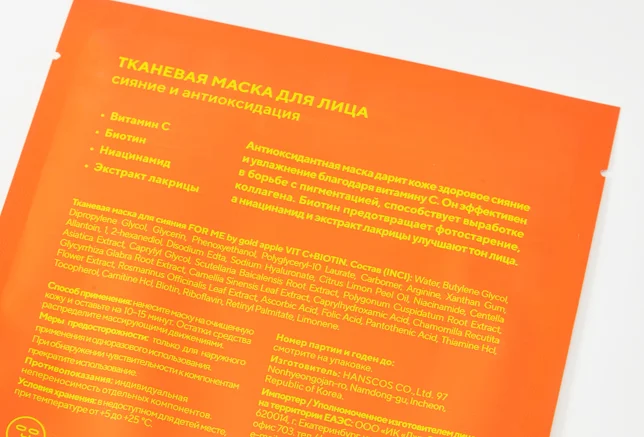 ТКАНЕВАЯ МАСКА ДЛЯ ЛИЦА
сияние и антиоксидация
• Витамин С
• Биотин
• Ниацинамид
• Экстракт лакрицы
Антиоксидантная маска дарит коже здоровое сияние
и увлажнение благодаря витамину С. Он эффективен
в борьбе с пигментацией, способствует выработке
коллагена. Биотин предотвращает фотостарение,
а ниацинамид и экстракт лакрицы улучшают тон лица.
Тканевая маска для сияния FOR ME by gold apple VIT C+BIOTIN. Состав (INCI): Water, Butylene Glycol,
Dipropylene Glycol, Glycerin, Phenoxyethanol, Polyglyceryl-10 Laurate, Carbomer, Arginine, Xanthan Gum,
Allantoin, 1, 2-hexanediol, Disodium Edta, Sodium Hyaluronate, Citrus Limon Peel Oil, Niacinamide, Centella
Asiatica Extract, Caprylyl Glycol, Scutellaria Baicalensis Root Extract, Polygonum Cuspidatum Root Extract,
Glycyrrhiza Glabra Root Extract, Camellia Sinensis Leaf Extract, Caprylhydroxamic Acid, Chamomilla Recutita
Flower Extract, Rosmarinus Officinalis Leaf Extract, Ascorbic Acid, Folic Acid, Pantothenic Acid, Thiamine Hcl,
Tocopherol, Carnitine Hcl, Biotin, Riboflavin, Retinyl Palmitate, Limonene.
Способ применения: нанесите маску на очищенную
кожу и оставьте на 10-15 минут. Остатки средства
распределите массирующими движениями.
Меры предосторожности: только для наружного
применения и одноразового использования.
При обнаружении чувствительности к компонентам
прекратите использование.
Противопоказания: индивидуальная
непереносимость отдельных компонентов.
Условия хранения: в недоступном для детей месте,
при температуре от +5 до +25 °С.
Номер партии и годен до:
смотрите на упаковке.
Изготовитель: HANSCOS CO., Ltd. 97
Nonhyeongojan-ro, Namdong-gu, Incheon,
Republic of Korea.
Импортер / Уполномоченное изготовителем лицо
на территории ЕАЭС: ООО «ИК
620014, г. Екатеринбург
офис 703, тел.